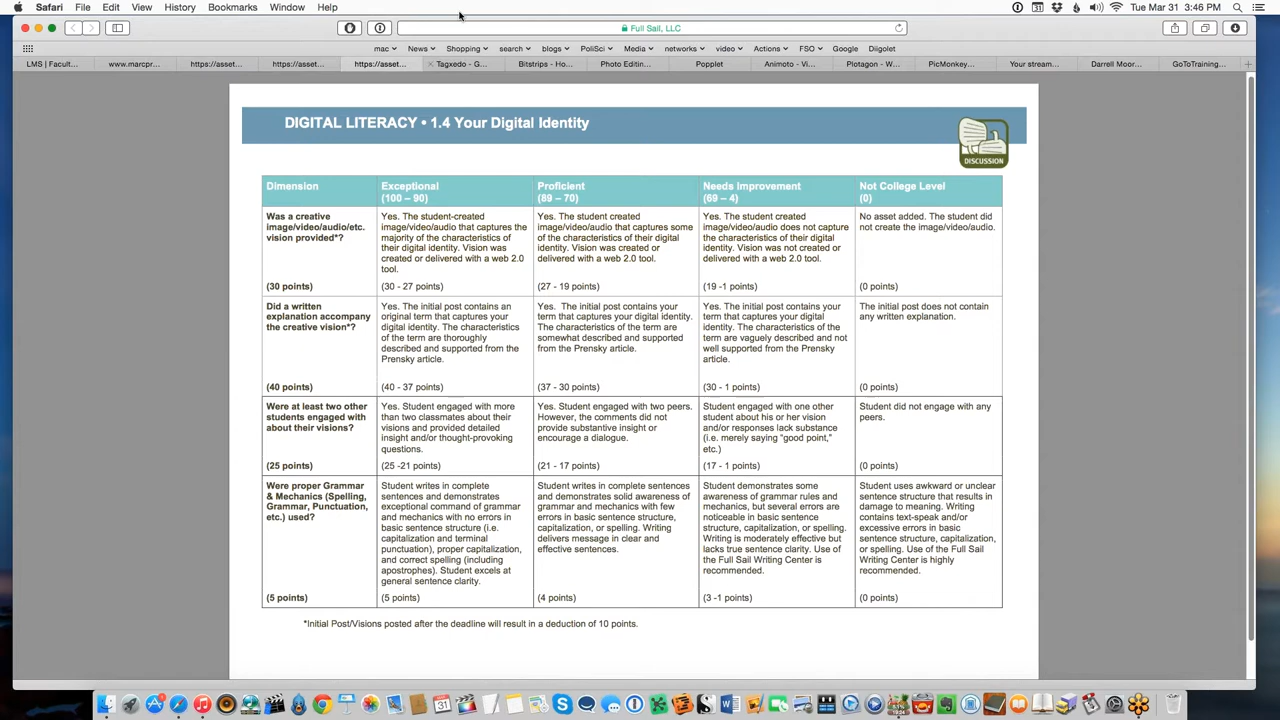 Safari File Edit View History Bookmarks Window Help Tue Mar 31 3:46 PM
Full Sail, LLC
mac News Shopping search blogs PoliSci Media networks video Actions FSO Google Diigolet
LMS | Facult... www.marcpr... https://asset... https://asset... https://asset... Tagxedo - G... Bitstrips - Ho... Photo Editin... Popplet Animoto - Vi... Plotagon - W... PicMonkey... Your stream... Darrell Moor... GoToTraining...
DIGITAL LITERACY • 1.4 Your Digital Identity
DISCUSSION
Dimension
Exceptional
(100 – 90)
Proficient
(89 – 70)
Needs Improvement
(69 – 4)
Not College Level
(0)
Was a creative
image/video/audio/etc.
vision provided*?
(30 points)
Yes. The student-created
image/video/audio that captures the
majority of the characteristics of
their digital identity. Vision was
created or delivered with a web 2.0
tool.
(30 - 27 points)
Yes. The student created
image/video/audio that captures some
of the characteristics of their digital
identity. Vision was created or
delivered with a web 2.0 tool.
(27 - 19 points)
Yes. The student created
image/video/audio does not capture
the characteristics of their digital
identity. Vision was not created or
delivered with a web 2.0 tool.
(19 -1 points)
No asset added. The student did
not create the image/video/audio.
(0 points)
Did a written
explanation accompany
the creative vision*?
(40 points)
Yes. The initial post contains an
original term that captures your
digital identity. The characteristics
of the term are thoroughly
described and supported from the
Prensky article.
(40 - 37 points)
Yes. The initial post contains your
term that captures your digital identity.
The characteristics of the term are
somewhat described and supported
from the Prensky article.
(37 - 30 points)
Yes. The initial post contains your
term that captures your digital
identity. The characteristics of the
term are vaguely described and not
well supported from the Prensky
article.
(30 - 1 points)
The initial post does not contain
any written explanation.
(0 points)
Were at least two other
students engaged with
about their visions?
(25 points)
Yes. Student engaged with more
than two classmates about their
visions and provided detailed
insight and/or thought-provoking
questions.
(25 -21 points)
Yes. Student engaged with two peers.
However, the comments did not
provide substantive insight or
encourage a dialogue.
(21 - 17 points)
Student engaged with one other
student about his or her vision
and/or responses lack substance
(i.e. merely saying “good point,”
etc.)
(17 - 1 points)
Student did not engage with any
peers.
(0 points)
Were proper Grammar
& Mechanics (Spelling,
Grammar, Punctuation,
etc.) used?
(5 points)
Student writes in complete
sentences and demonstrates
exceptional command of grammar
and mechanics with no errors in
basic sentence structure (i.e.
capitalization and terminal
punctuation), proper capitalization,
and correct spelling (including
apostrophes). Student excels at
general sentence clarity.
(5 points)
Student writes in complete sentences
and demonstrates solid awareness of
grammar and mechanics with few
errors in basic sentence structure,
capitalization, or spelling. Writing
delivers message in clear and
effective sentences.
(4 points)
Student demonstrates some
awareness of grammar rules and
mechanics, but several errors are
noticeable in basic sentence
structure, capitalization, or spelling.
Writing is moderately effective but
lacks true sentence clarity. Use of
the Full Sail Writing Center is
recommended.
(3 -1 points)
Student uses awkward or unclear
sentence structure that results in
damage to meaning. Writing
contains text-speak and/or
excessive errors in basic
sentence structure, capitalization,
or spelling. Use of the Full Sail
Writing Center is highly
recommended.
(0 points)
*Initial Post/Visions posted after the deadline will result in a deduction of 10 points.